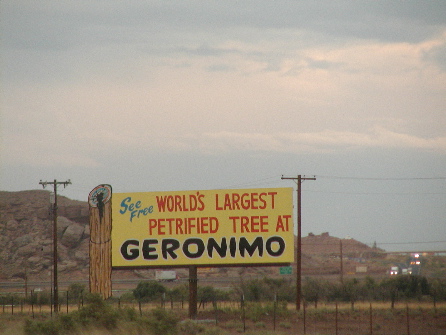 See Free WORLD'S LARGEST
PETRIFIED TREE AT
GERONIMO